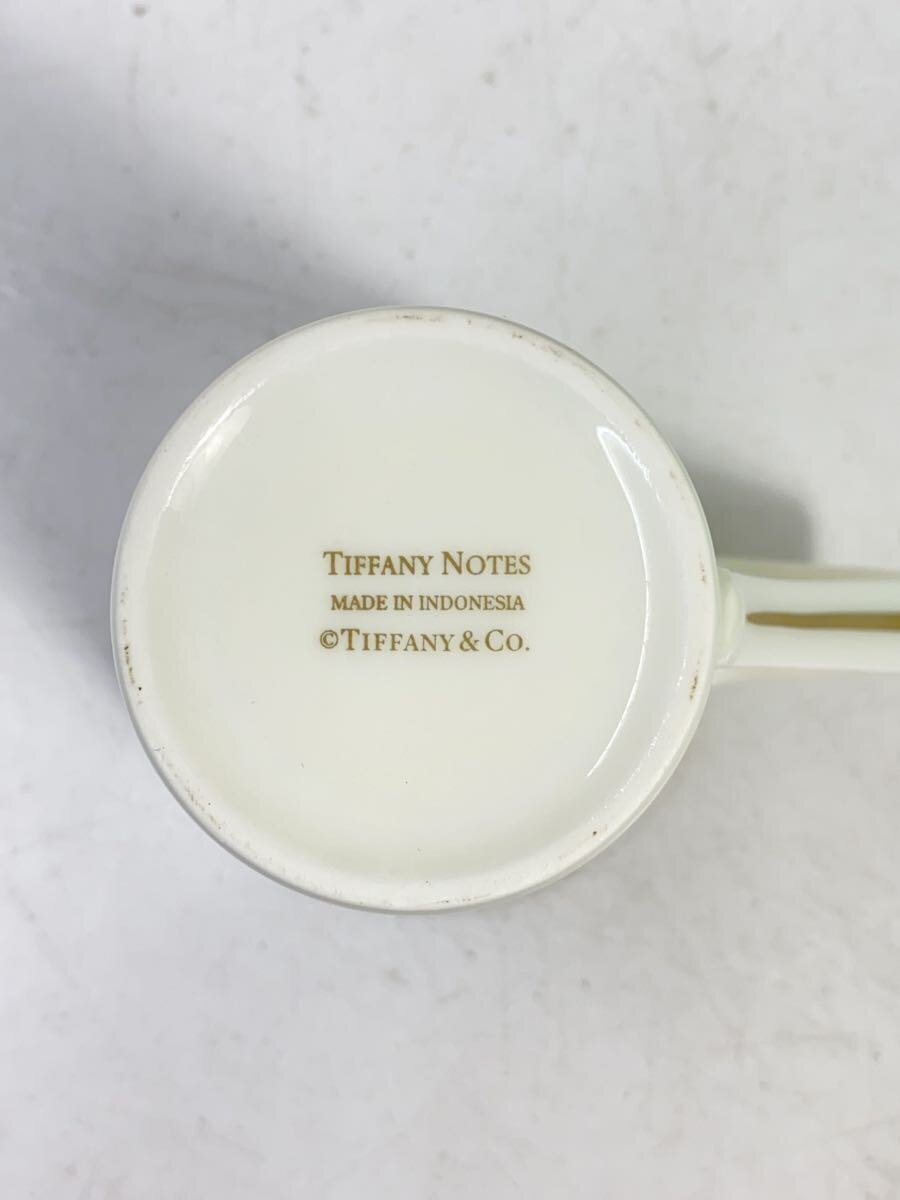 TIFFANY NOTES
MADE IN INDONESIA
©TIFFANY & CO.